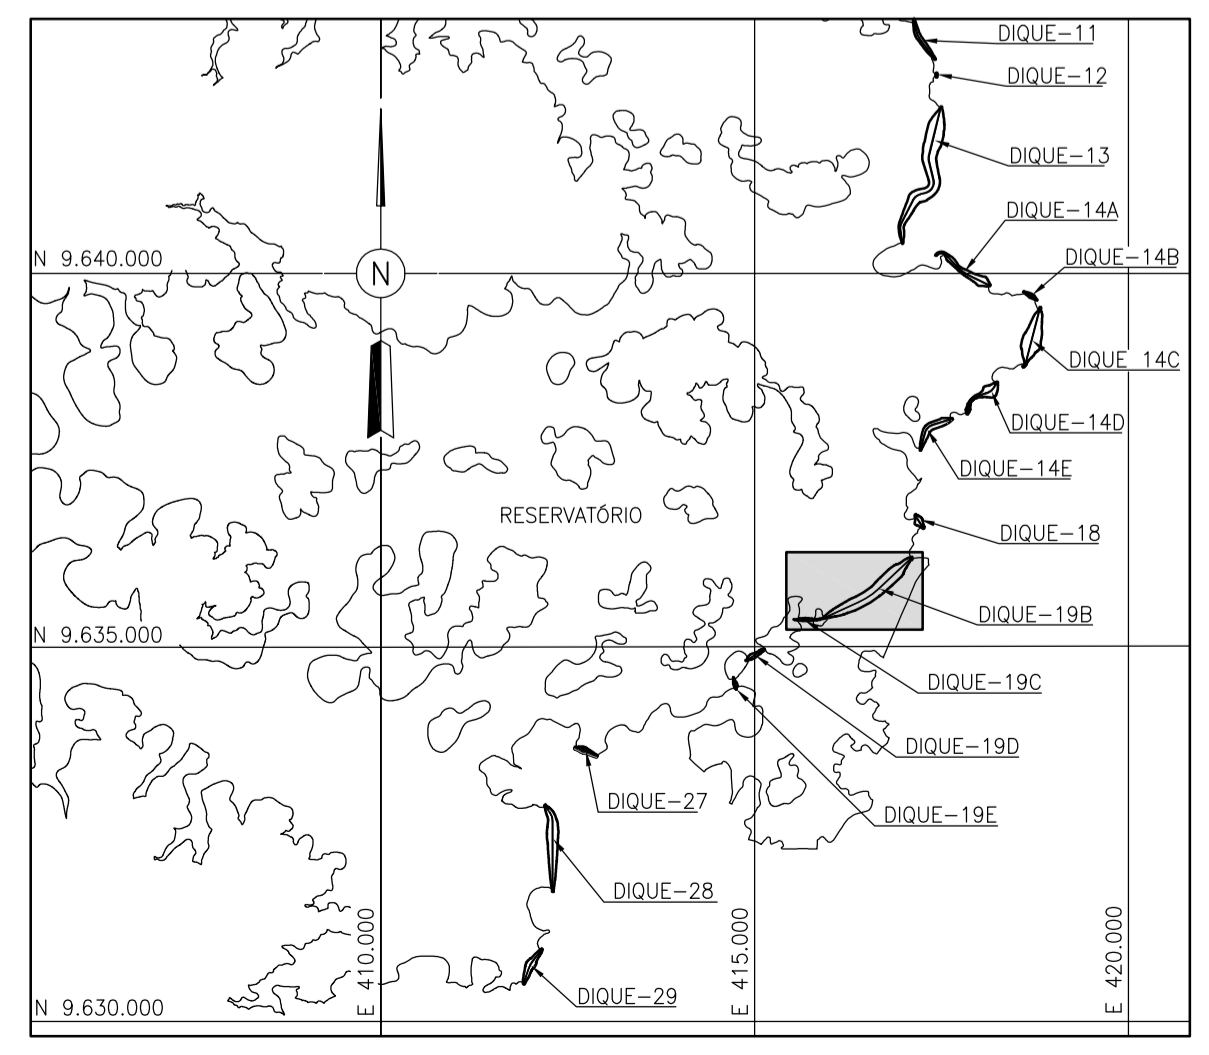 DIQUE-11
DIQUE-12
DIQUE-13
DIQUE-14A
N 9.640.000
N
DIQUE-14B
DIQUE 14C
DIQUE-14D
DIQUE-14E
RESERVATÓRIO
DIQUE-18
DIQUE-19B
N 9.635.000
DIQUE-19C
DIQUE-19D
DIQUE-27
DIQUE-19E
DIQUE-28
E 410.000
E 415.000
E 420.000
DIQUE-29
N 9.630.000